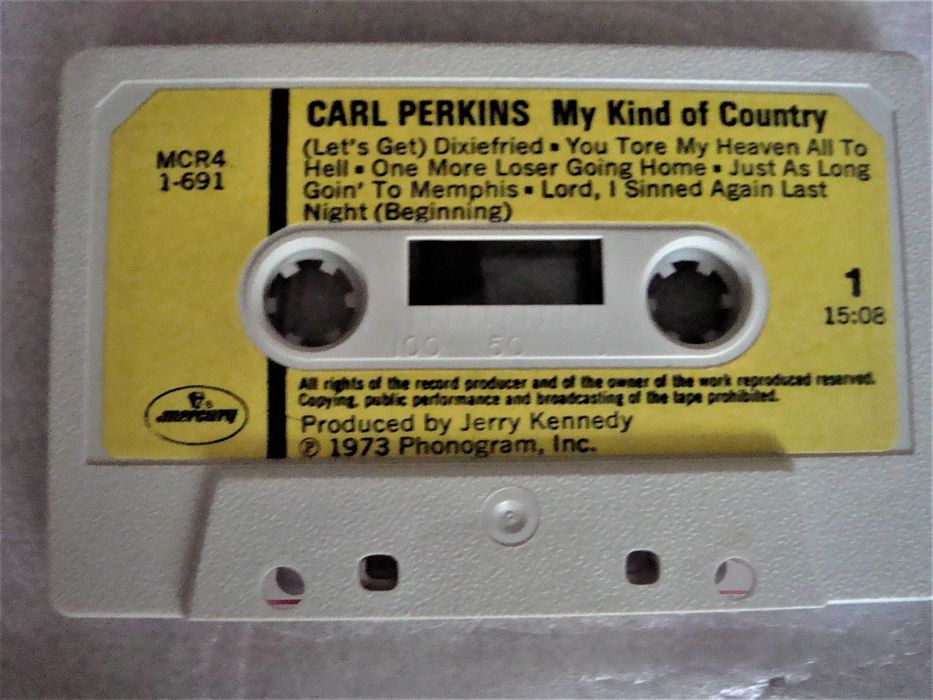 CARL PERKINS My Kind of Country
(Let's Get) Dixiefried ▪ You Tore My Heaven All To
Hell ▪ One More Loser Going Home ▪ Just As Long
Goin' To Memphis ▪ Lord, I Sinned Again Last
Night (Beginning)
MCR4
1-691
1
15:08
100 50 0
All rights of the record producer and of the owner of the work reproduced reserved.
Copying, public performance and broadcasting of the tape prohibited.
mercury
Produced by Jerry Kennedy
℗ 1973 Phonogram, Inc.